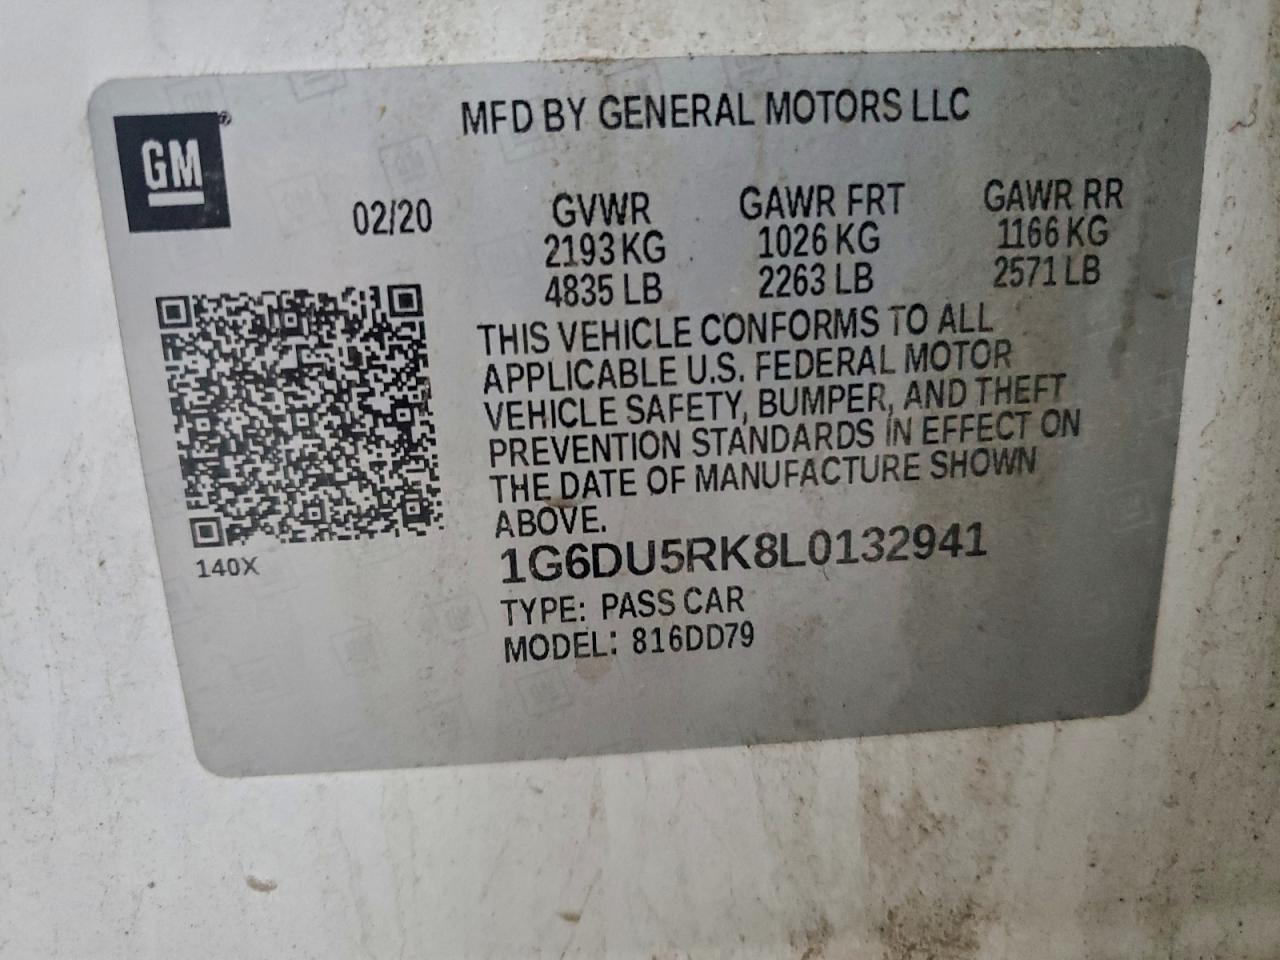 GM
MFD BY GENERAL MOTORS LLC
02/20
GVWR GAWR FRT GAWR RR
2193 KG 1026 KG 1166 KG
4835 LB 2263 LB 2571 LB
THIS VEHICLE CONFORMS TO ALL
APPLICABLE U.S. FEDERAL MOTOR
VEHICLE SAFETY, BUMPER, AND THEFT
PREVENTION STANDARDS IN EFFECT ON
THE DATE OF MANUFACTURE SHOWN
ABOVE.
140X
1G6DU5RK8L0132941
TYPE: PASS CAR
MODEL: 816DD79